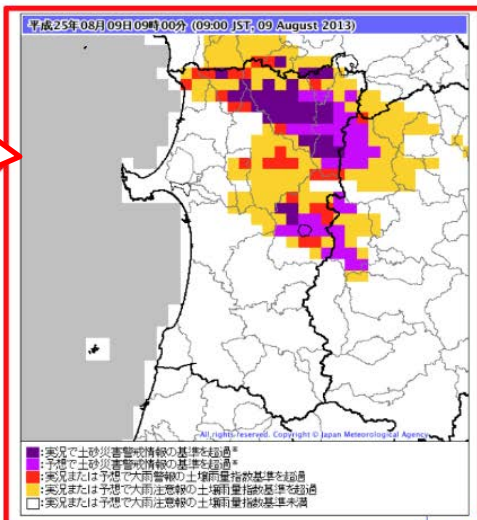 平成25年08月09日09時00分 (09:00 JST, 09 August 2013)
All rights reserved. Copyright © Japan Meteorological Agency
:実況で土砂災害警戒情報の基準を超過※
:予想で土砂災害警戒情報の基準を超過※
:実況または予想で大雨警報の土壌雨量指数基準を超過
:実況または予想で大雨注意報の土壌雨量指数基準を超過
:実況または予想で大雨注意報の土壌雨量指数基準未満